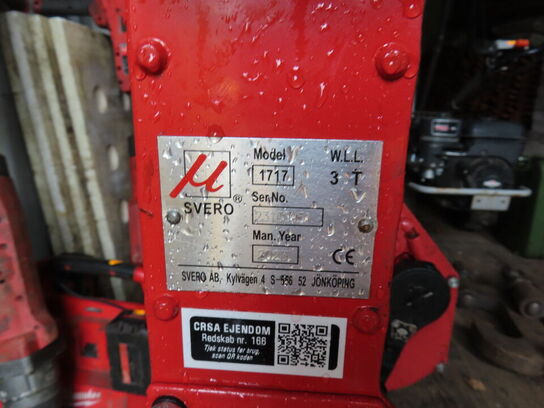 μ
SVERO ®
Model
1717
W.L.L.
3 T
Ser.No.
Man.Year
CE
SVERO AB, Kylvägen 4 S-556 52 JÖNKÖPING
CRSA EJENDOM
Redskab nr. 168
Tjek status før brug,
scan QR koden